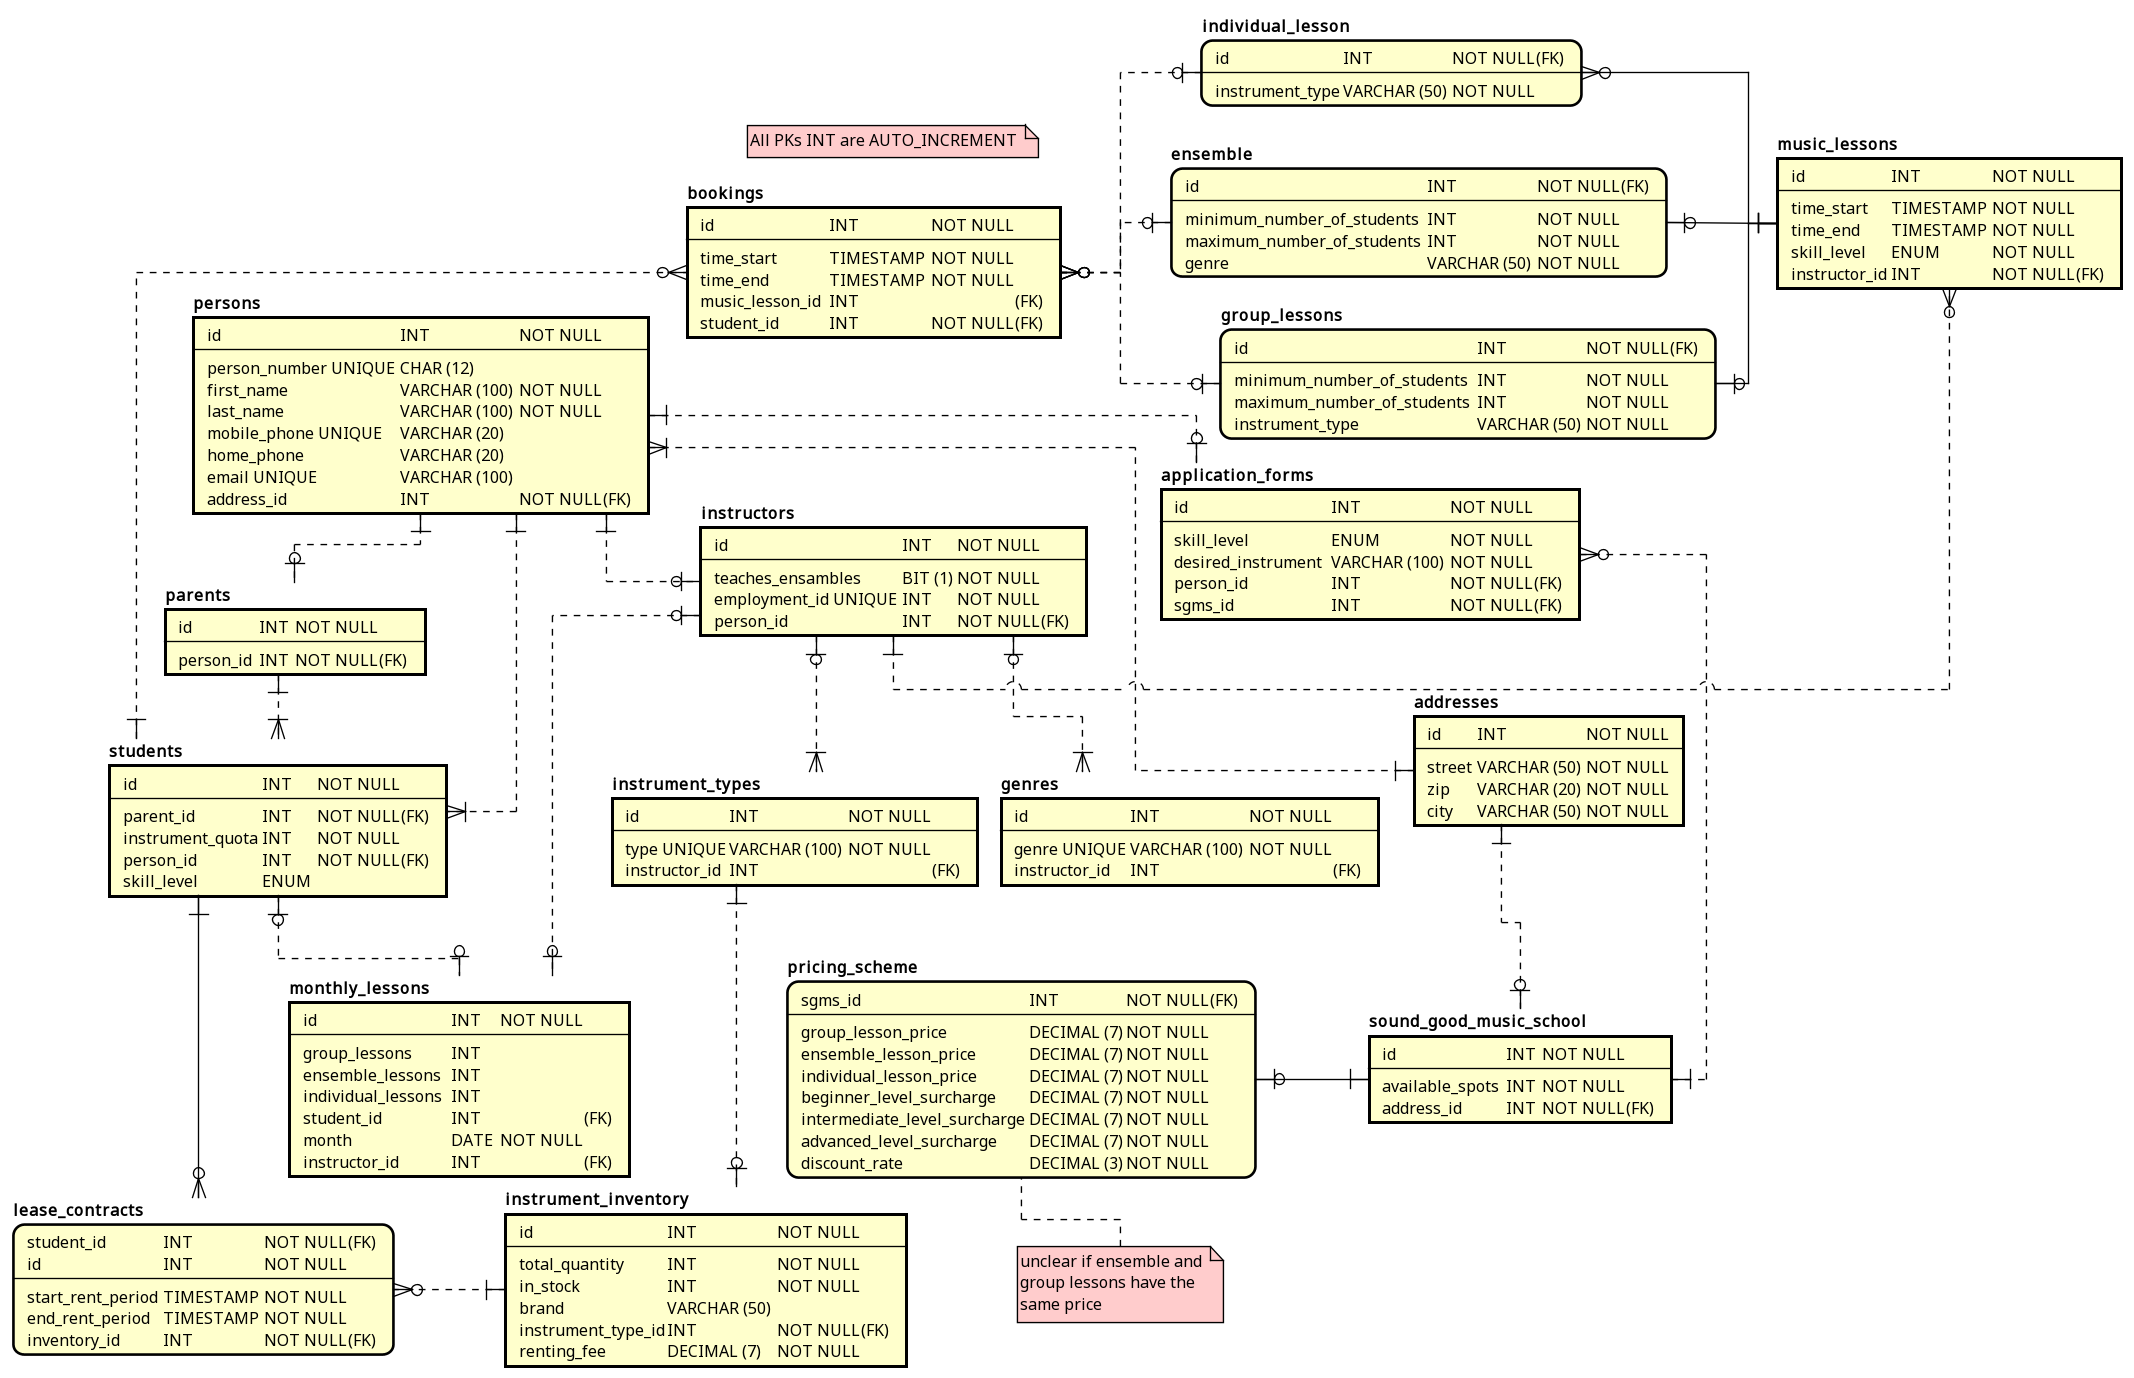 individual_lesson
id INT NOT NULL(FK)
instrument_type VARCHAR (50) NOT NULL
All PKs INT are AUTO_INCREMENT
ensemble
id INT NOT NULL(FK)
minimum_number_of_students INT NOT NULL
maximum_number_of_students INT NOT NULL
genre VARCHAR (50) NOT NULL
music_lessons
id INT NOT NULL
time_start TIMESTAMP NOT NULL
time_end TIMESTAMP NOT NULL
skill_level ENUM NOT NULL
instructor_id INT NOT NULL(FK)
bookings
id INT NOT NULL
time_start TIMESTAMP NOT NULL
time_end TIMESTAMP NOT NULL
music_lesson_id INT (FK)
student_id INT NOT NULL(FK)
persons
id INT NOT NULL
person_number UNIQUE CHAR (12)
first_name VARCHAR (100) NOT NULL
last_name VARCHAR (100) NOT NULL
mobile_phone UNIQUE VARCHAR (20)
home_phone VARCHAR (20)
email UNIQUE VARCHAR (100)
address_id INT NOT NULL(FK)
group_lessons
id INT NOT NULL(FK)
minimum_number_of_students INT NOT NULL
maximum_number_of_students INT NOT NULL
instrument_type VARCHAR (50) NOT NULL
application_forms
id INT NOT NULL
skill_level ENUM NOT NULL
desired_instrument VARCHAR (100) NOT NULL
person_id INT NOT NULL(FK)
sgms_id INT NOT NULL(FK)
instructors
id INT NOT NULL
teaches_ensambles BIT (1) NOT NULL
employment_id UNIQUE INT NOT NULL
person_id INT NOT NULL(FK)
parents
id INT NOT NULL
person_id INT NOT NULL(FK)
students
id INT NOT NULL
parent_id INT NOT NULL(FK)
instrument_quota INT NOT NULL
person_id INT NOT NULL(FK)
skill_level ENUM
instrument_types
id INT NOT NULL
type UNIQUE VARCHAR (100) NOT NULL
instructor_id INT (FK)
genres
id INT NOT NULL
genre UNIQUE VARCHAR (100) NOT NULL
instructor_id INT (FK)
addresses
id INT NOT NULL
street VARCHAR (50) NOT NULL
zip VARCHAR (20) NOT NULL
city VARCHAR (50) NOT NULL
monthly_lessons
id INT NOT NULL
group_lessons INT
ensemble_lessons INT
individual_lessons INT
student_id INT (FK)
month DATE NOT NULL
instructor_id INT (FK)
pricing_scheme
sgms_id INT NOT NULL(FK)
group_lesson_price DECIMAL (7) NOT NULL
ensemble_lesson_price DECIMAL (7) NOT NULL
individual_lesson_price DECIMAL (7) NOT NULL
beginner_level_surcharge DECIMAL (7) NOT NULL
intermediate_level_surcharge DECIMAL (7) NOT NULL
advanced_level_surcharge DECIMAL (7) NOT NULL
discount_rate DECIMAL (3) NOT NULL
sound_good_music_school
id INT NOT NULL
available_spots INT NOT NULL
address_id INT NOT NULL(FK)
lease_contracts
student_id INT NOT NULL(FK)
id INT NOT NULL
start_rent_period TIMESTAMP NOT NULL
end_rent_period TIMESTAMP NOT NULL
inventory_id INT NOT NULL(FK)
instrument_inventory
id INT NOT NULL
total_quantity INT NOT NULL
in_stock INT NOT NULL
brand VARCHAR (50)
instrument_type_id INT NOT NULL(FK)
renting_fee DECIMAL (7) NOT NULL
unclear if ensemble and
group lessons have the
same price